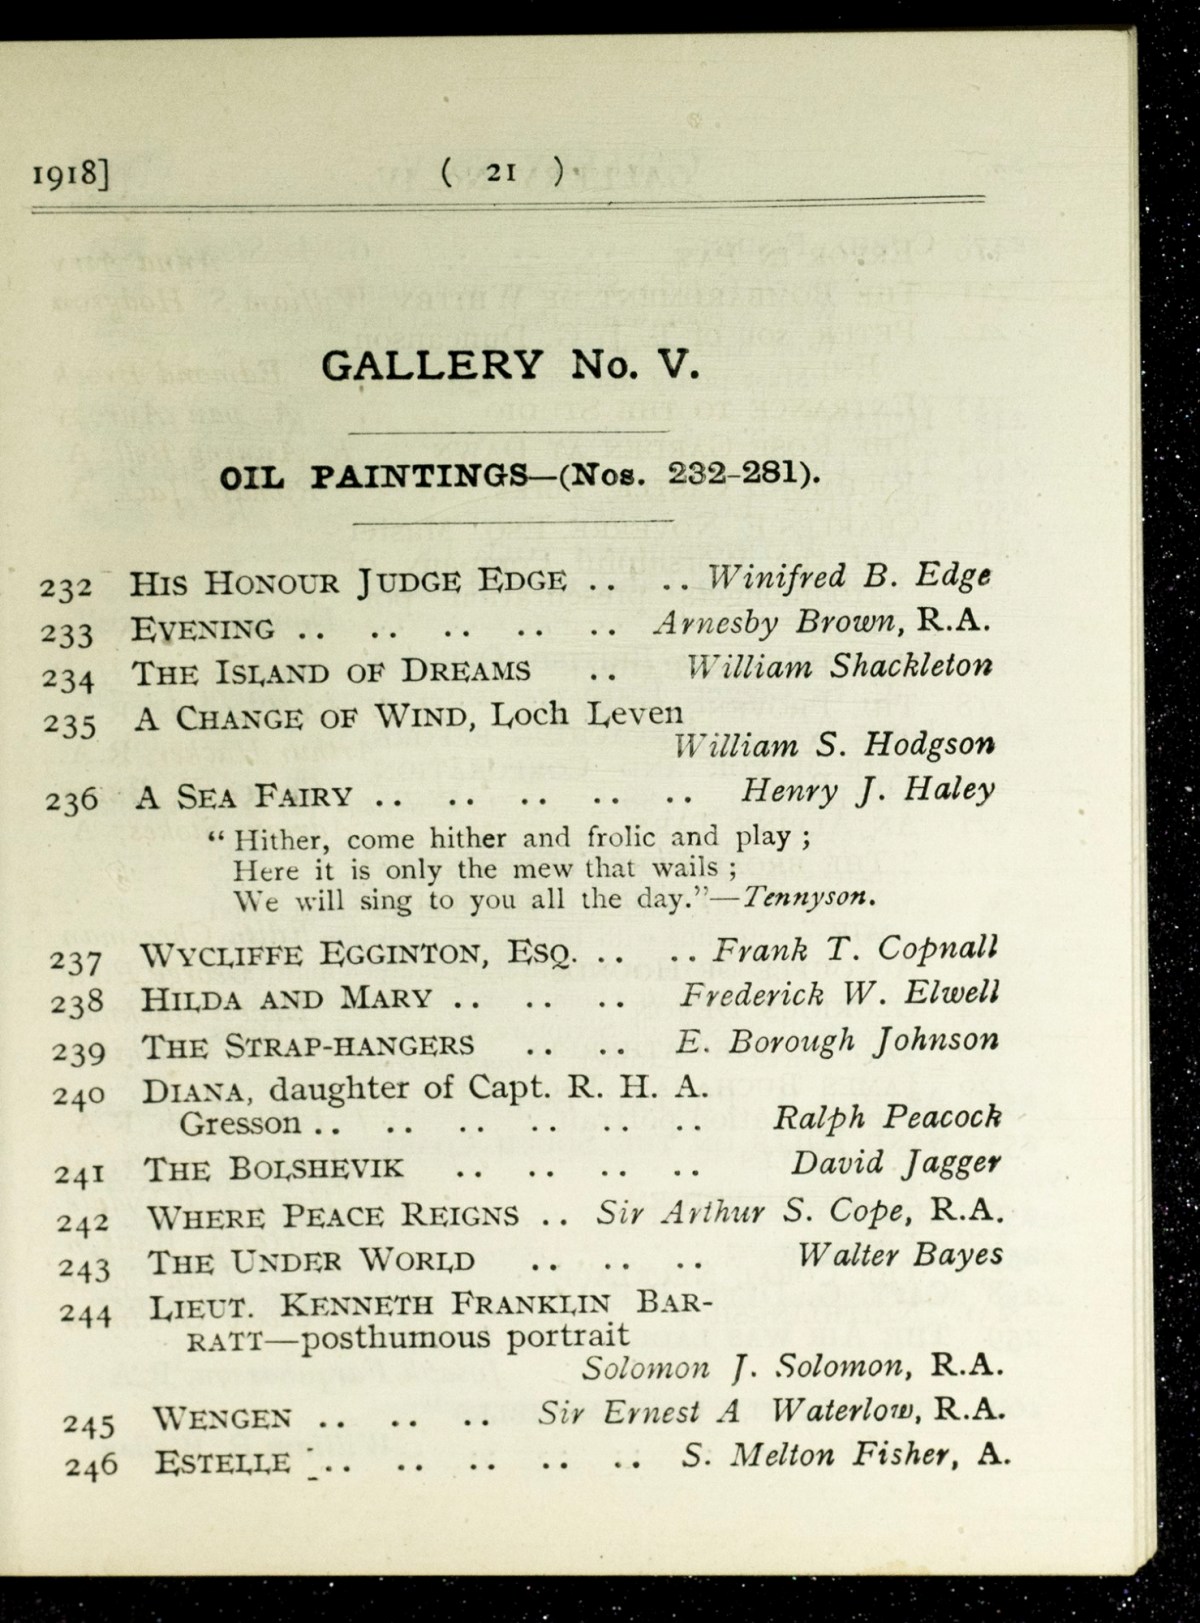 1918]   ( 21 )
GALLERY No. V.
OIL PAINTINGS—(Nos. 232-281).
232 HIS HONOUR JUDGE EDGE .. .. Winifred B. Edge
233 EVENING .. .. .. .. .. Arnesby Brown, R.A.
234 THE ISLAND OF DREAMS .. William Shackleton
235 A CHANGE OF WIND, Loch Leven
William S. Hodgson
236 A SEA FAIRY .. .. .. .. .. Henry J. Haley
“ Hither, come hither and frolic and play ;
Here it is only the mew that wails ;
We will sing to you all the day.”—Tennyson.
237 WYCLIFFE EGGINTON, ESQ. .. .. Frank T. Copnall
238 HILDA AND MARY .. .. .. Frederick W. Elwell
239 THE STRAP-HANGERS .. .. E. Borough Johnson
240 DIANA, daughter of Capt. R. H. A.
Gresson .. .. .. .. .. .. Ralph Peacock
241 THE BOLSHEVIK .. .. .. .. David Jagger
242 WHERE PEACE REIGNS .. Sir Arthur S. Cope, R.A.
243 THE UNDER WORLD .. .. .. Walter Bayes
244 LIEUT. KENNETH FRANKLIN BAR-
RATT—posthumous portrait
Solomon J. Solomon, R.A.
245 WENGEN .. .. .. Sir Ernest A Waterlow, R.A.
246 ESTELLE .. .. .. .. .. S. Melton Fisher, A.